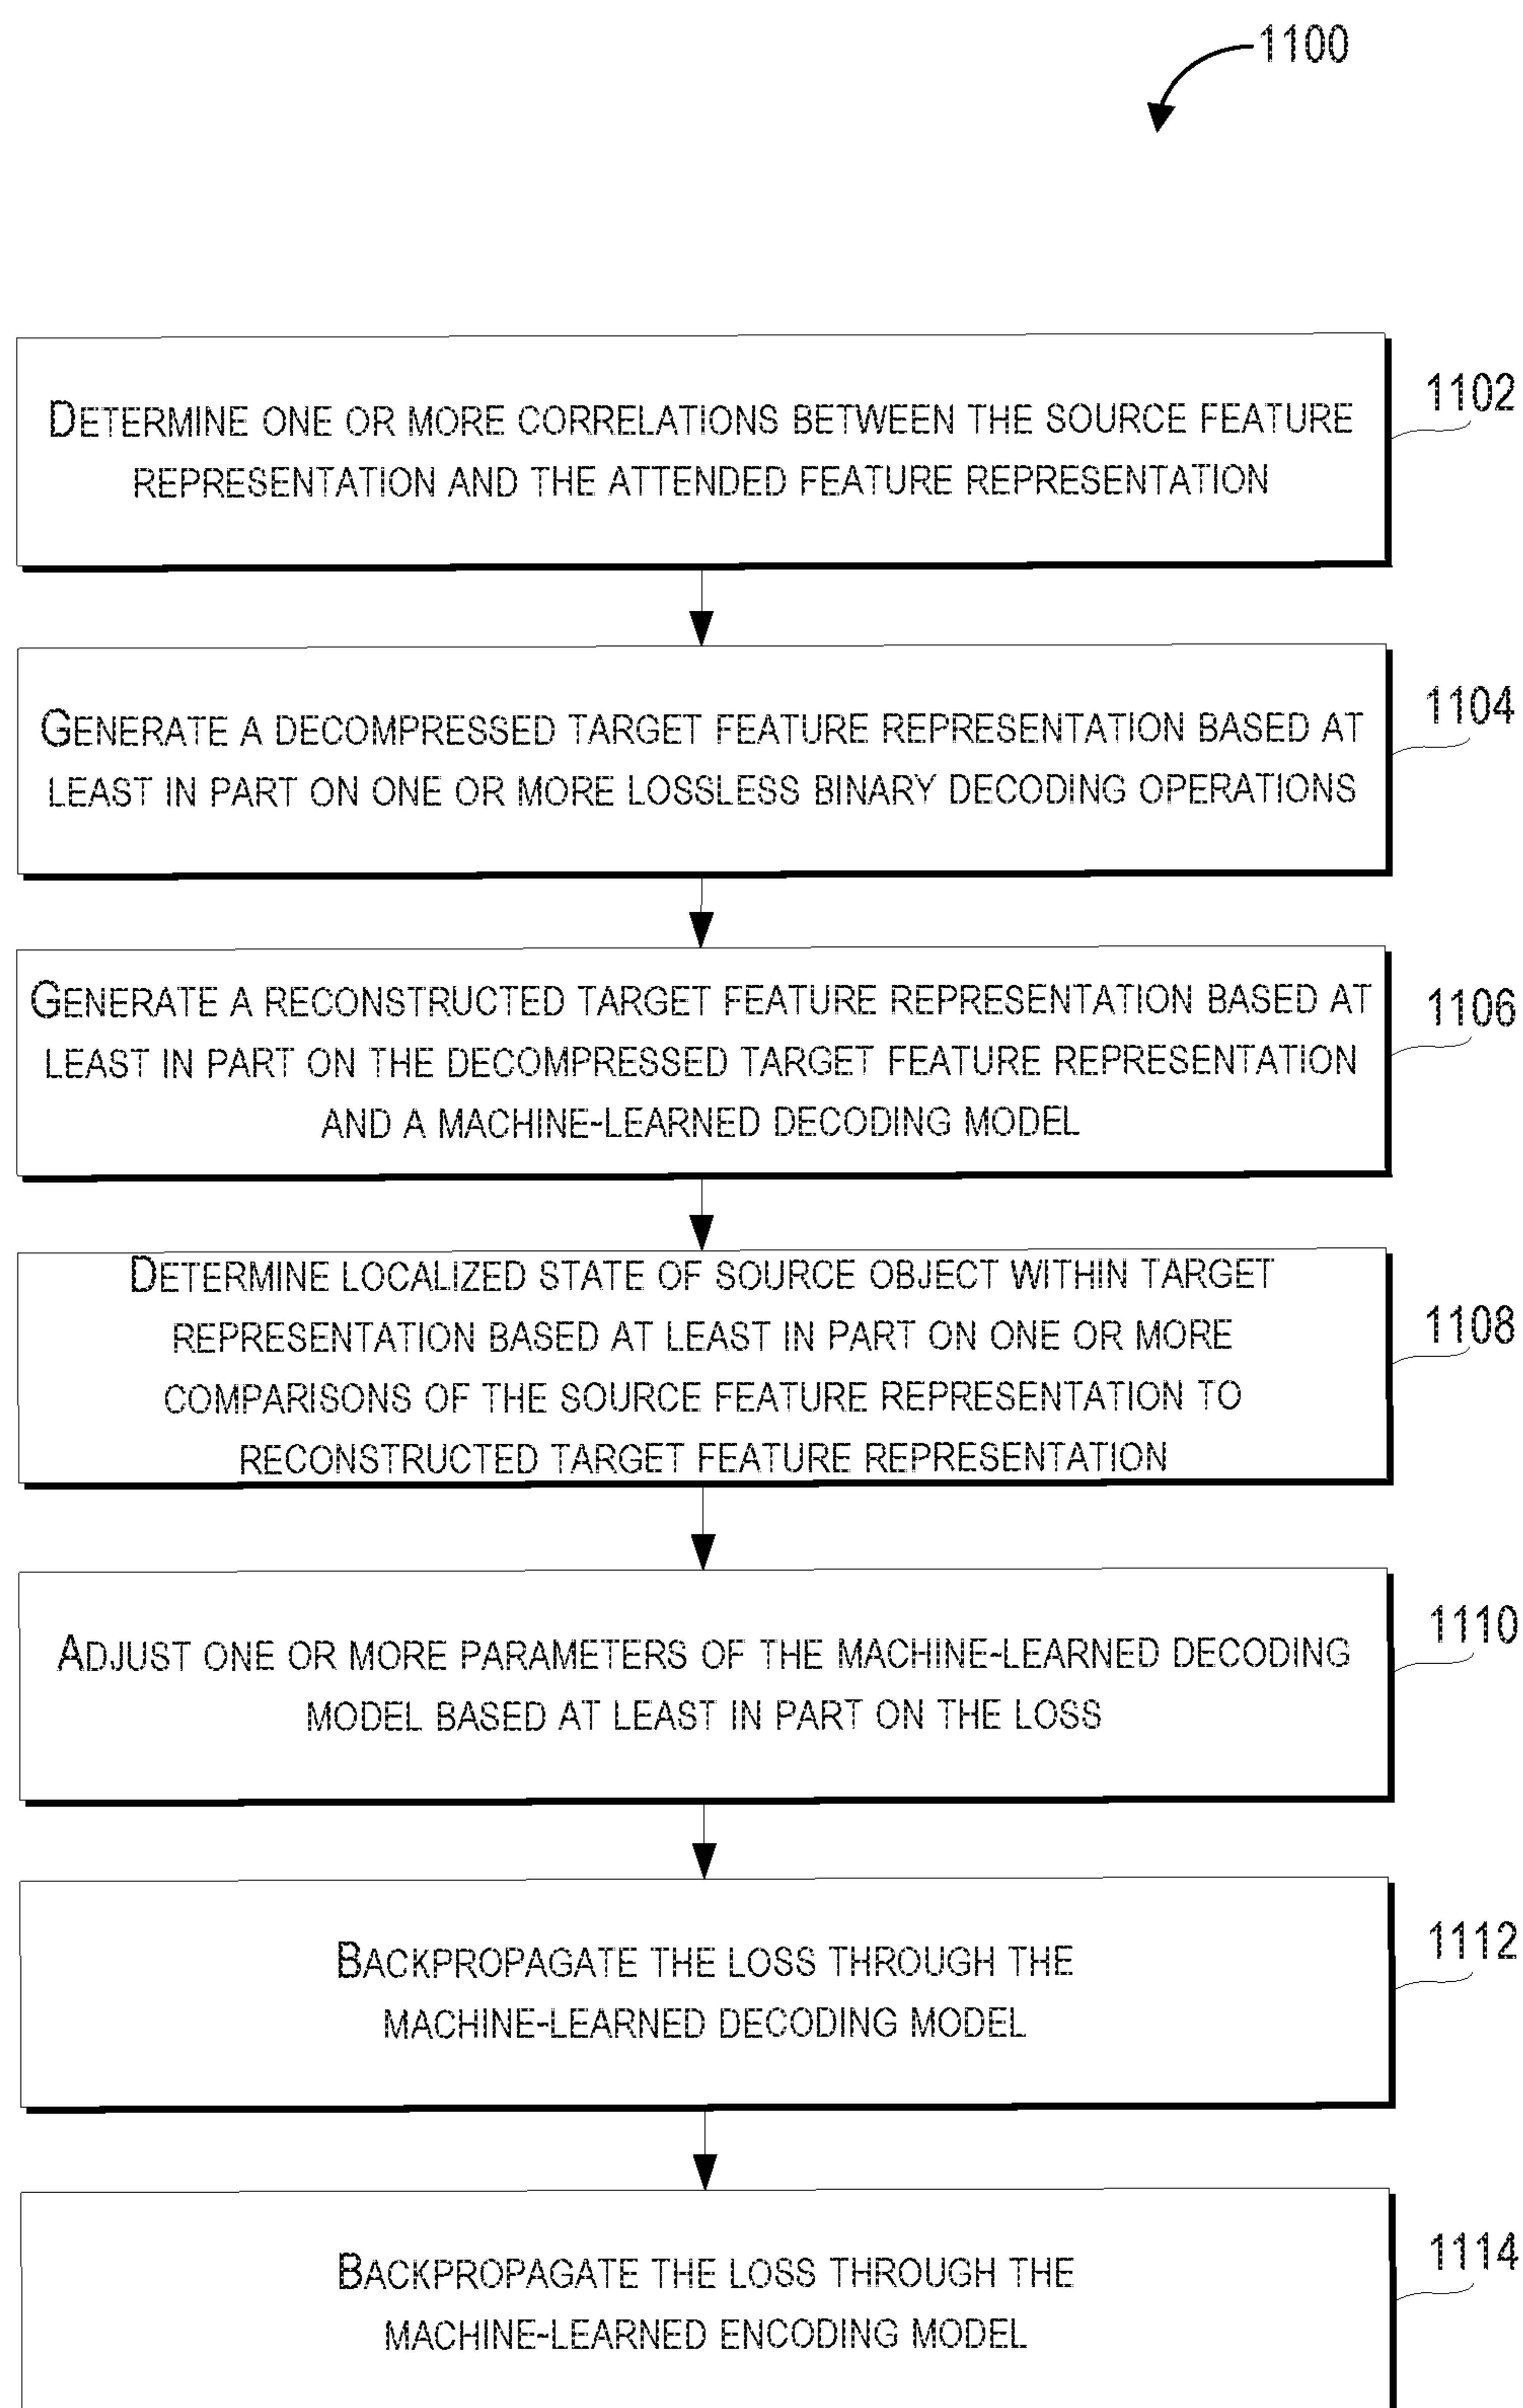 1100
DETERMINE ONE OR MORE CORRELATIONS BETWEEN THE SOURCE FEATURE
REPRESENTATION AND THE ATTENDED FEATURE REPRESENTATION
1102
GENERATE A DECOMPRESSED TARGET FEATURE REPRESENTATION BASED AT
LEAST IN PART ON ONE OR MORE LOSSLESS BINARY DECODING OPERATIONS
1104
GENERATE A RECONSTRUCTED TARGET FEATURE REPRESENTATION BASED AT
LEAST IN PART ON THE DECOMPRESSED TARGET FEATURE REPRESENTATION
AND A MACHINE-LEARNED DECODING MODEL
1106
DETERMINE LOCALIZED STATE OF SOURCE OBJECT WITHIN TARGET
REPRESENTATION BASED AT LEAST IN PART ON ONE OR MORE
COMPARISONS OF THE SOURCE FEATURE REPRESENTATION TO
RECONSTRUCTED TARGET FEATURE REPRESENTATION
1108
ADJUST ONE OR MORE PARAMETERS OF THE MACHINE-LEARNED DECODING
MODEL BASED AT LEAST IN PART ON THE LOSS
1110
BACKPROPAGATE THE LOSS THROUGH THE
MACHINE-LEARNED DECODING MODEL
1112
BACKPROPAGATE THE LOSS THROUGH THE
MACHINE-LEARNED ENCODING MODEL
1114